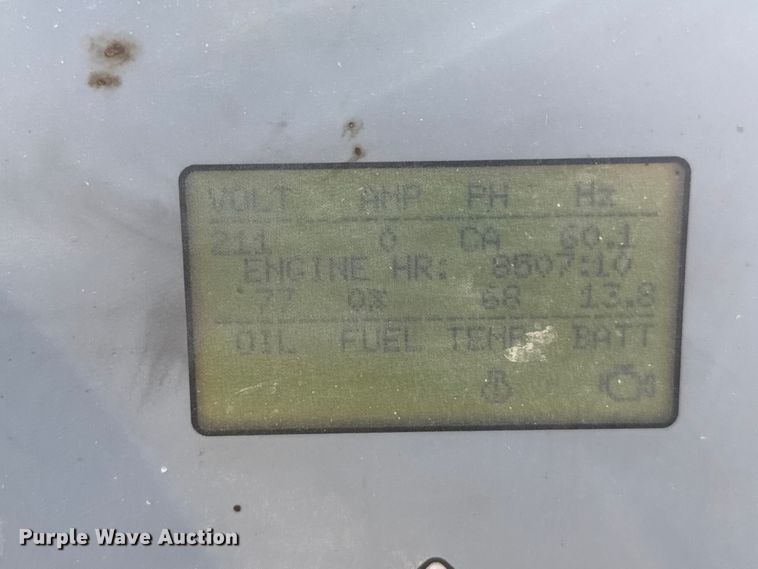 VOLT AMP PH Hz
211 0 CA 60.1
ENGINE HR: 8507:10
77 0% 68 13.8
OIL FUEL TEMP BATT
Purple Wave Auction